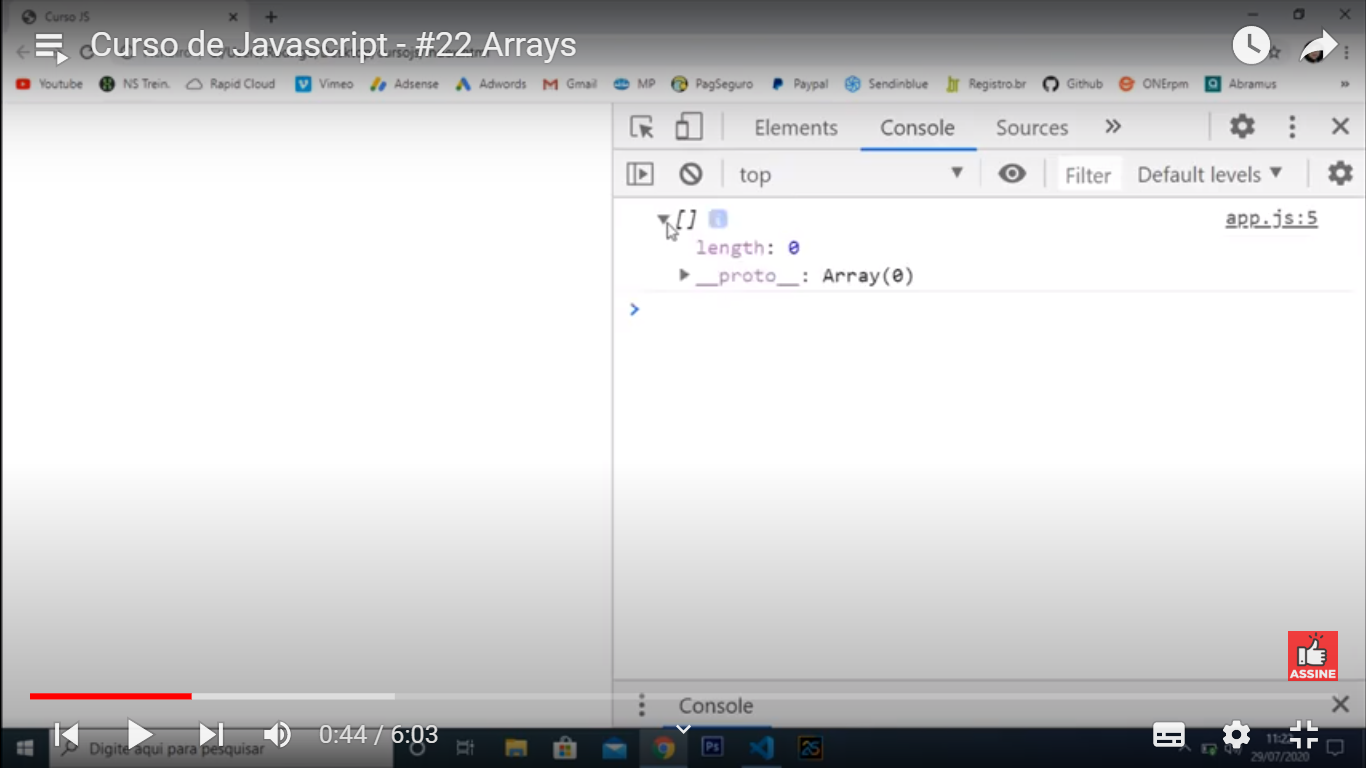 Curso JS
Curso de Javascript - #22 Arrays
Youtube NS Trein. Rapid Cloud Vimeo Adsense Adwords Gmail MP PagSeguro Paypal Sendinblue Registro.br Github ONErpm Abramus »
Elements Console Sources »
top Filter Default levels
[] i app.js:5
length: 0
__proto__: Array(0)
>
ASSINE
Console
0:44 / 6:03
Digite aqui para pesquisar
Ps
29/07/2020